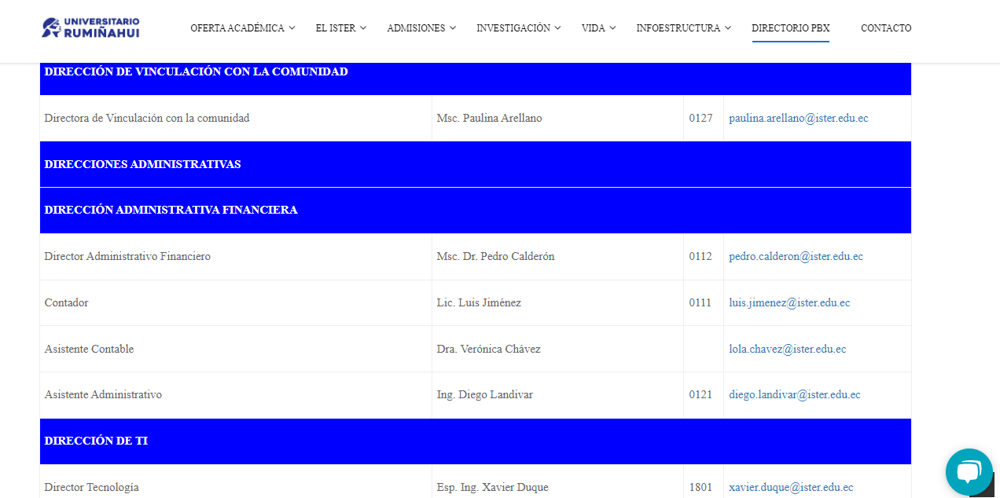 UNIVERSITARIO
RUMIÑAHUI
OFERTA ACADÉMICA EL ISTER ADMISIONES INVESTIGACIÓN VIDA INFOESTRUCTURA DIRECTORIO PBX CONTACTO
DIRECCIÓN DE VINCULACIÓN CON LA COMUNIDAD
Directora de Vinculación con la comunidad Msc. Paulina Arellano 0127 paulina.arellano@ister.edu.ec
DIRECCIONES ADMINISTRATIVAS
DIRECCIÓN ADMINISTRATIVA FINANCIERA
Director Administrativo Financiero Msc. Dr. Pedro Calderón 0112 pedro.calderon@ister.edu.ec
Contador Lic. Luis Jiménez 0111 luis.jimenez@ister.edu.ec
Asistente Contable Dra. Verónica Chávez lola.chavez@ister.edu.ec
Asistente Administrativo Ing. Diego Landivar 0121 diego.landivar@ister.edu.ec
DIRECCIÓN DE TI
Director Tecnología Esp. Ing. Xavier Duque 1801 xavier.duque@ister.edu.ec